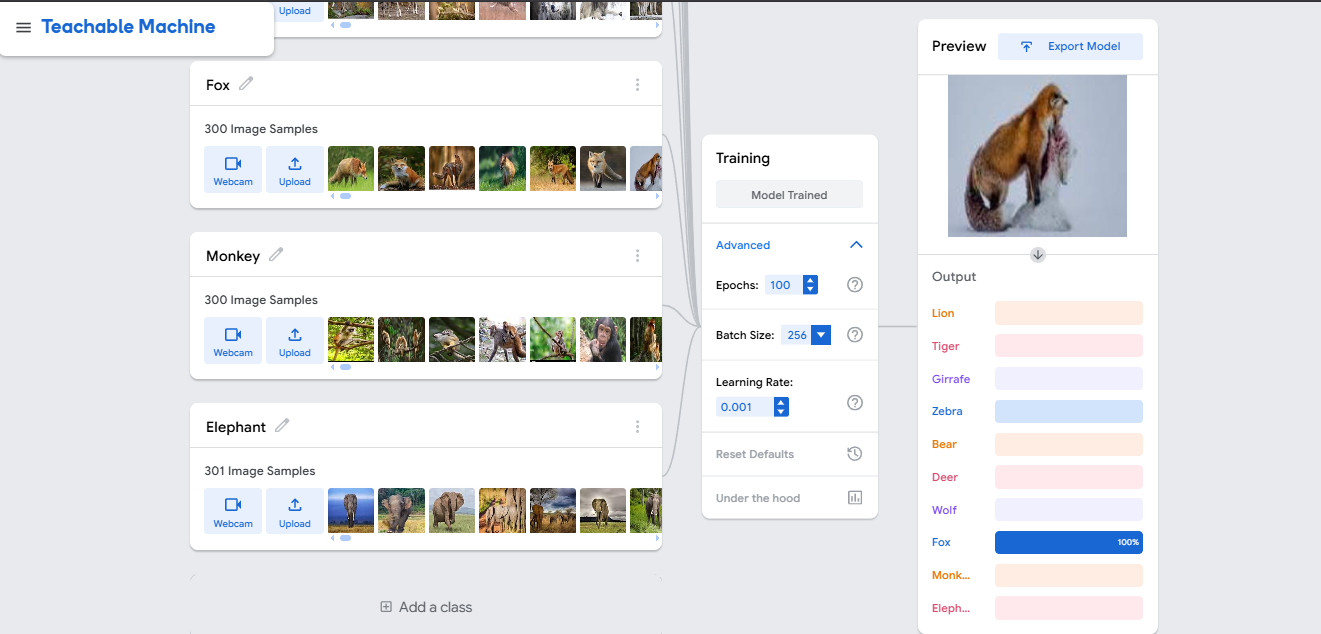 Teachable Machine
Upload
Fox
300 Image Samples
Webcam
Upload
Monkey
300 Image Samples
Webcam
Upload
Elephant
301 Image Samples
Webcam
Upload
Add a class
Training
Model Trained
Advanced
Epochs: 100
Batch Size: 256
Learning Rate:
0.001
Reset Defaults
Under the hood
Preview
Export Model
Output
Lion
Tiger
Girrafe
Zebra
Bear
Deer
Wolf
Fox 100%
Monk...
Eleph...